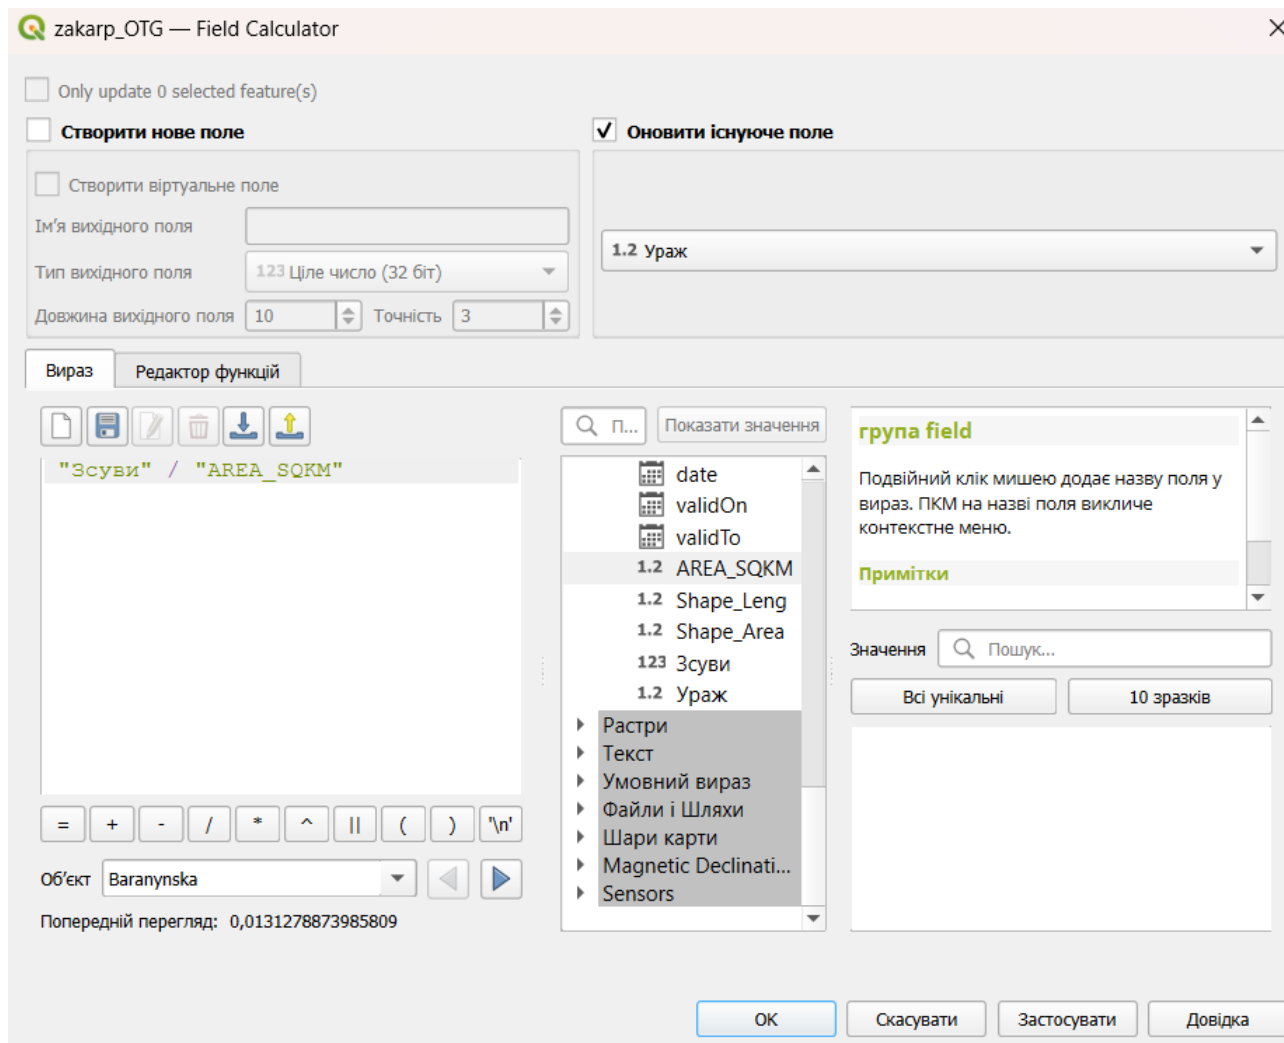 zakarp_OTG — Field Calculator
Only update 0 selected feature(s)
Створити нове поле
Оновити існуюче поле
Створити віртуальне поле
Ім'я вихідного поля
Тип вихідного поля
123 Ціле число (32 біт)
Довжина вихідного поля
10
Точність
3
1.2 Ураж
Вираз
Редактор функцій
"Зсуви" / "AREA_SQKM"
= + - / * ^ || ( ) '\n'
Об'єкт
Baranynska
Попередній перегляд: 0,0131278873985809
П...
Показати значення
date
validOn
validTo
1.2 AREA_SQKM
1.2 Shape_Leng
1.2 Shape_Area
123 Зсуви
1.2 Ураж
Растри
Текст
Умовний вираз
Файли і Шляхи
Шари карти
Magnetic Declinati...
Sensors
група field
Подвійний клік мишею додає назву поля у
вираз. ПКМ на назві поля викличе
контекстне меню.
Примітки
Значення
Пошук...
Всі унікальні
10 зразків
OK
Скасувати
Застосувати
Довідка